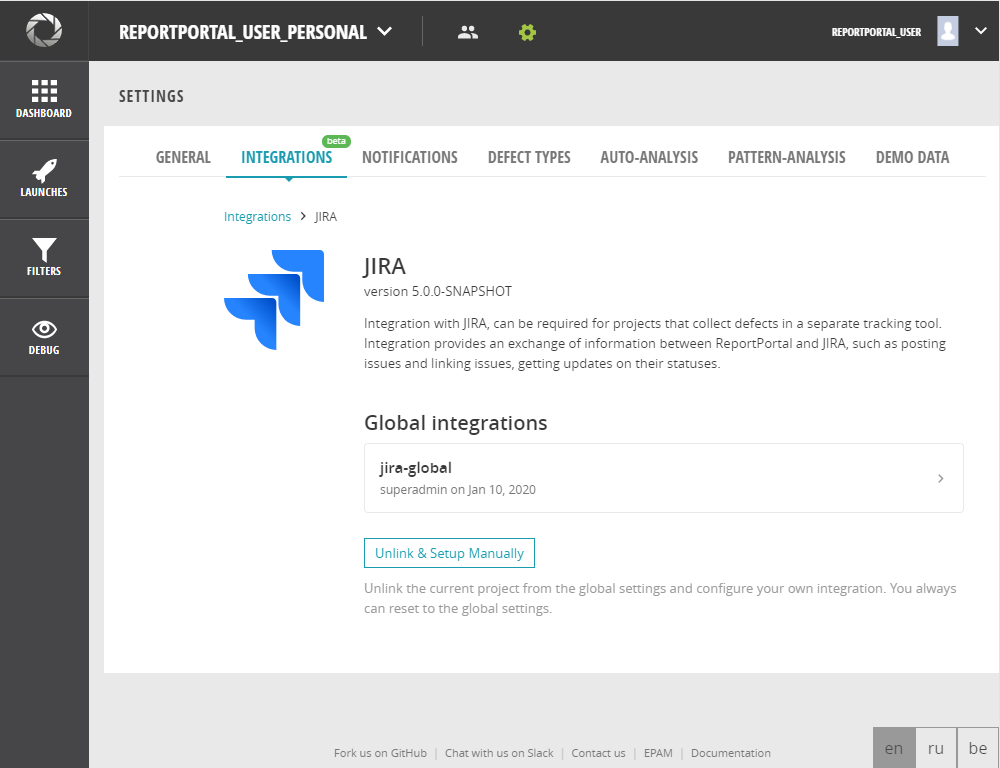 REPORTPORTAL_USER_PERSONAL
REPORTPORTAL_USER
DASHBOARD
LAUNCHES
FILTERS
DEBUG
SETTINGS
GENERAL INTEGRATIONS beta NOTIFICATIONS DEFECT TYPES AUTO-ANALYSIS PATTERN-ANALYSIS DEMO DATA
Integrations > JIRA
JIRA
version 5.0.0-SNAPSHOT
Integration with JIRA, can be required for projects that collect defects in a separate tracking tool.
Integration provides an exchange of information between ReportPortal and JIRA, such as posting
issues and linking issues, getting updates on their statuses.
Global integrations
jira-global
superadmin on Jan 10, 2020
Unlink & Setup Manually
Unlink the current project from the global settings and configure your own integration. You always
can reset to the global settings.
Fork us on GitHub | Chat with us on Slack | Contact us | EPAM | Documentation
en ru be